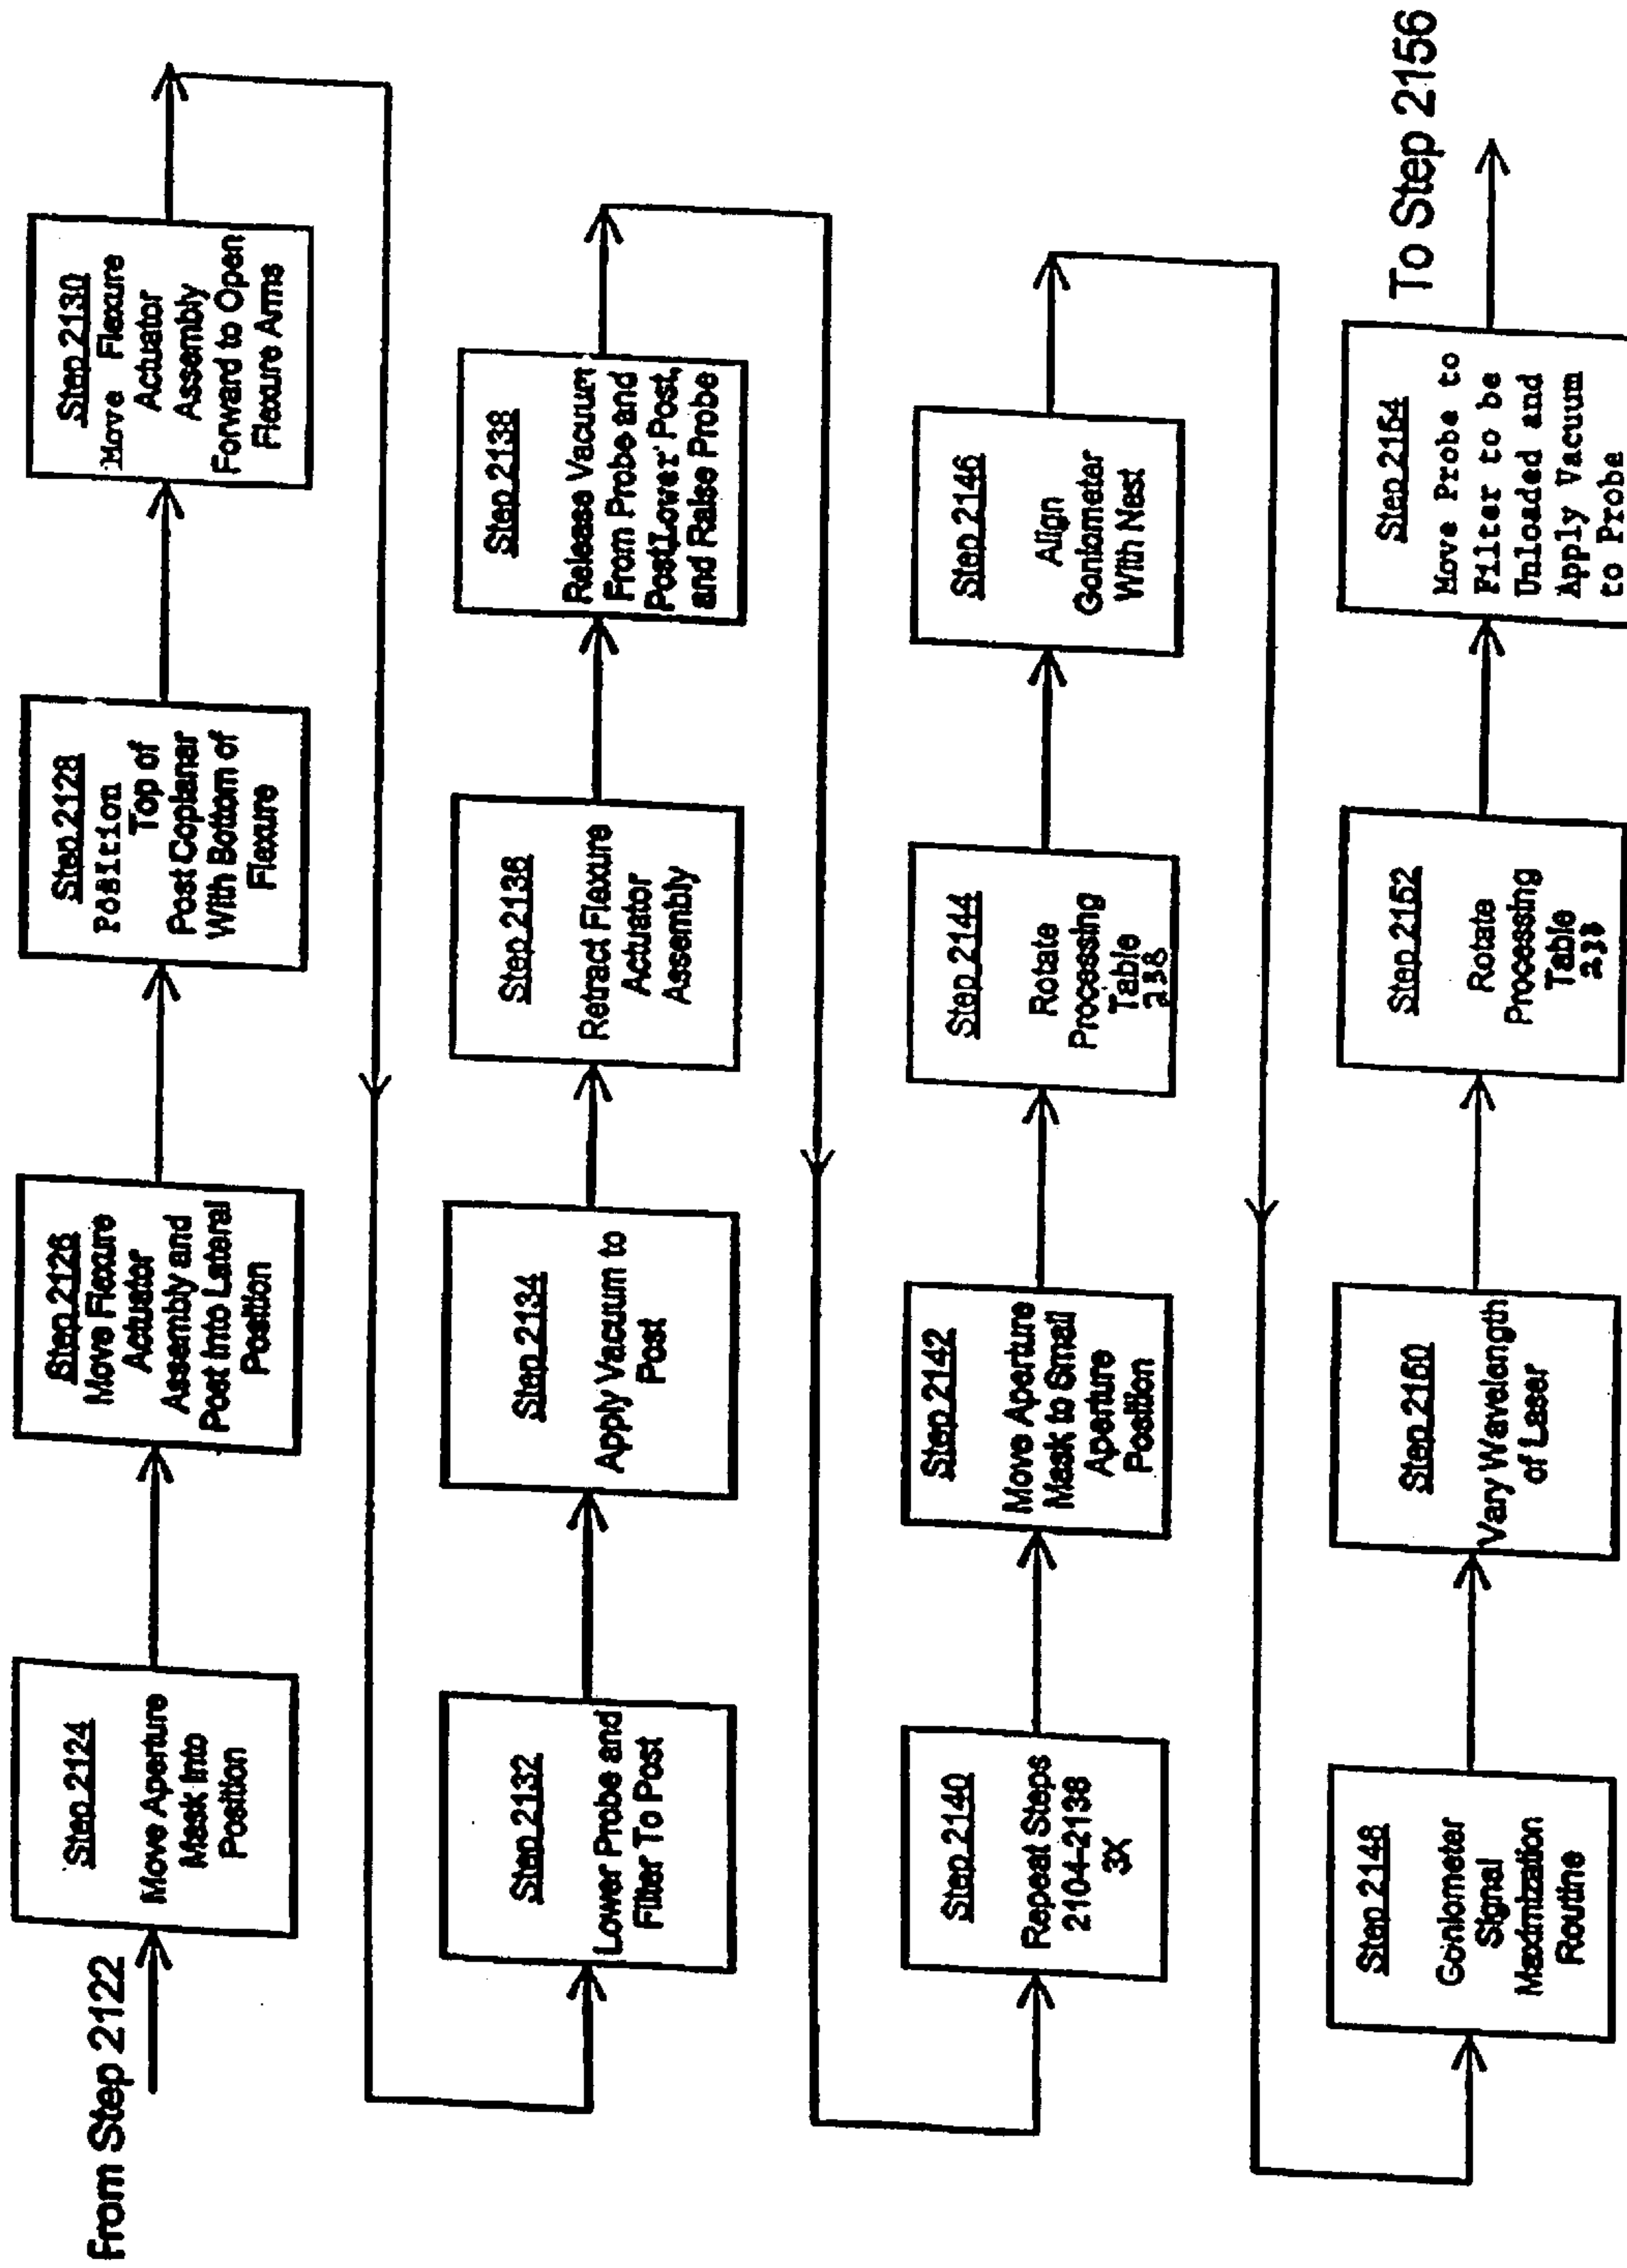 From Step 2122
Step 2124
Move Aperture
Mask Into
Position
Step 2126
Move Flexure
Actuator
Assembly and
Post Into Lateral
Position
Step 2128
Position
Top of
Post Coplanar
With Bottom of
Flexure
Step 2130
Move Flexure
Actuator
Assembly
Forward to Open
Flexure Arms
Step 2132
Lower Probe and
Filter To Post
Step 2134
Apply Vacuum to
Post
Step 2136
Retract Flexure
Actuator
Assembly
Step 2138
Release Vacuum
From Probe and
Post, Lower Post,
and Raise Probe
Step 2140
Repeat Steps
2104-2138
3X
Step 2142
Move Aperture
Mask to Small
Aperture
Position
Step 2144
Rotate
Processing
Table
238
Step 2146
Align
Goniometer
With Nest
Step 2148
Goniometer
Signal
Maximization
Routine
Step 2150
Vary Wavelength
of Laser
Step 2152
Rotate
Processing
Table
238
Step 2154
Move Probe to
Filter to be
Unloaded and
Apply Vacuum
to Probe
To Step 2156